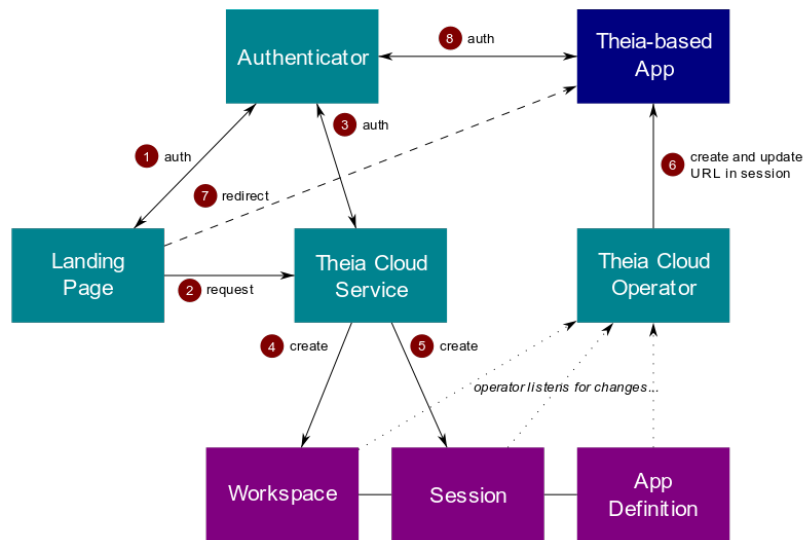 8 auth
Authenticator
Theia-based
App
3 auth
1 auth
6 create and update
URL in session
7 redirect
Landing
Page
Theia Cloud
Service
Theia Cloud
Operator
2 request
4 create
5 create
operator listens for changes...
Workspace
Session
App
Definition